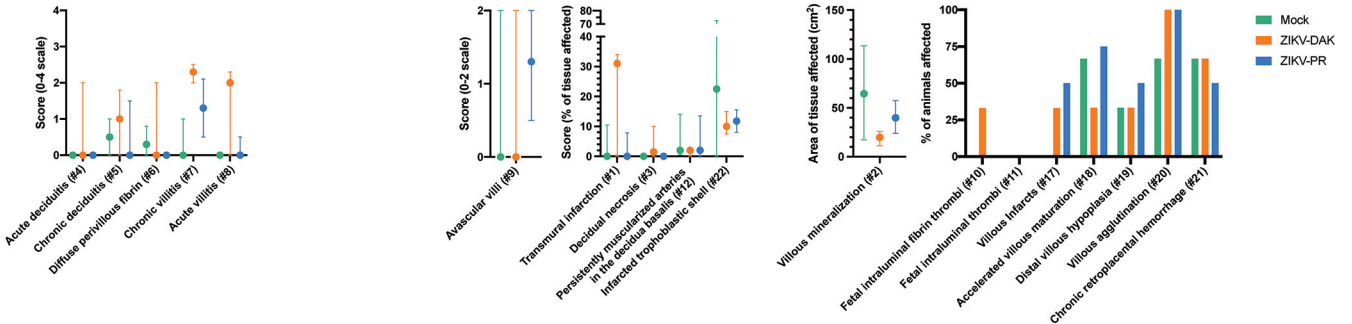 Score (0-4 scale)
4
3
2
1
0
Acute deciduitis (#4)
Chronic deciduitis (#5)
Diffuse perivillous fibrin (#6)
Chronic villitis (#7)
Acute villitis (#8)
Score (0-2 scale)
2
1
0
Avascular villi (#9)
Score (% of tissue affected)
80
70
40
30
20
10
0
Transmural infarction (#1)
Decidual necrosis (#3)
Persistently muscularized arteries
in the decidua basalis (#12)
Infarcted trophoblastic shell (#22)
Area of tissue affected (cm²)
150
100
50
0
Villous mineralization (#2)
% of animals affected
100
75
50
25
0
Fetal intraluminal fibrin thrombi (#10)
Fetal intraluminal thrombi (#11)
Villous Infarcts (#17)
Accelerated villous maturation (#18)
Distal villous hypoplasia (#19)
Villous agglutination (#20)
Chronic retroplacental hemorrhage (#21)
Mock
ZIKV-DAK
ZIKV-PR